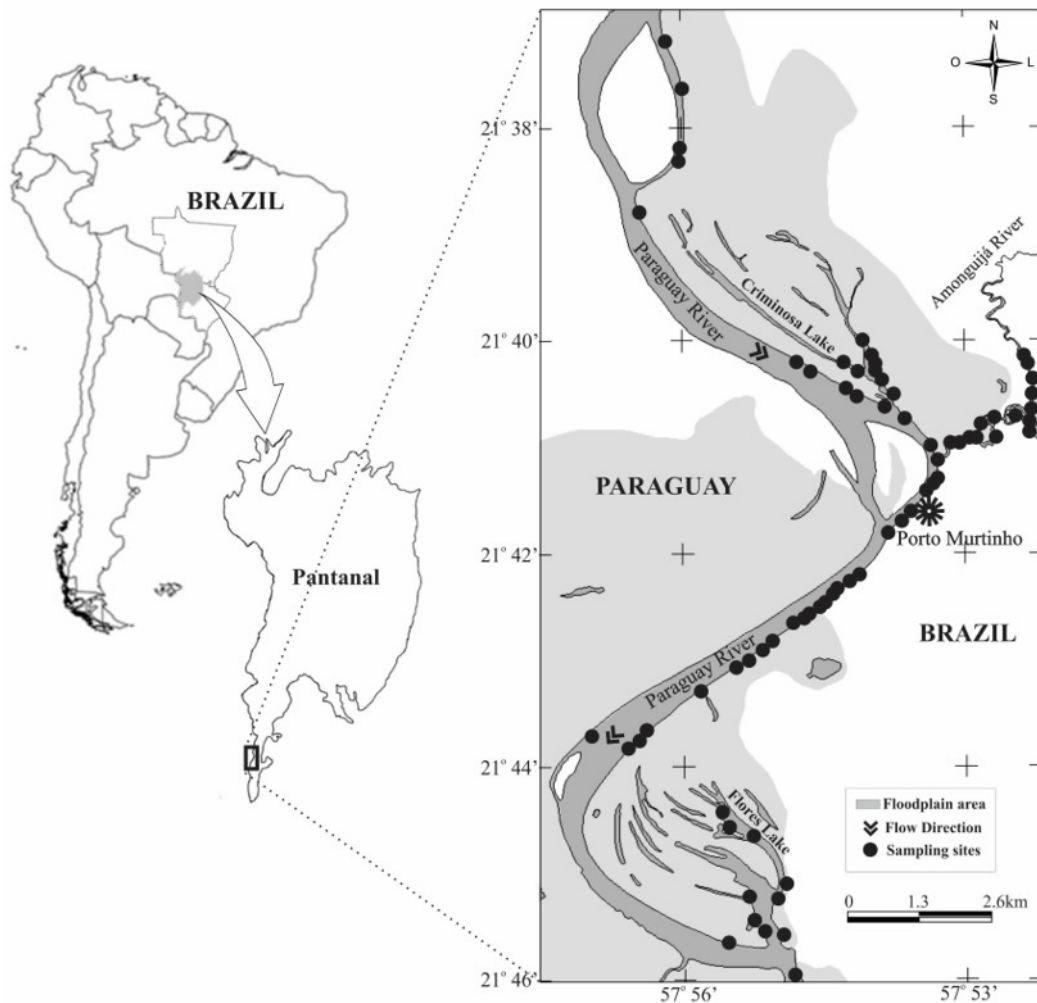 BRAZIL
Pantanal
N
O
L
S
21° 38’
21° 40’
21° 42’
21° 44’
21° 46’
57° 56’
57° 53’
Paraguay River
Criminosa Lake
Amonguijá River
PARAGUAY
Porto Murtinho
BRAZIL
Paraguay River
Flores Lake
Floodplain area
Flow Direction
Sampling sites
0 1.3 2.6km